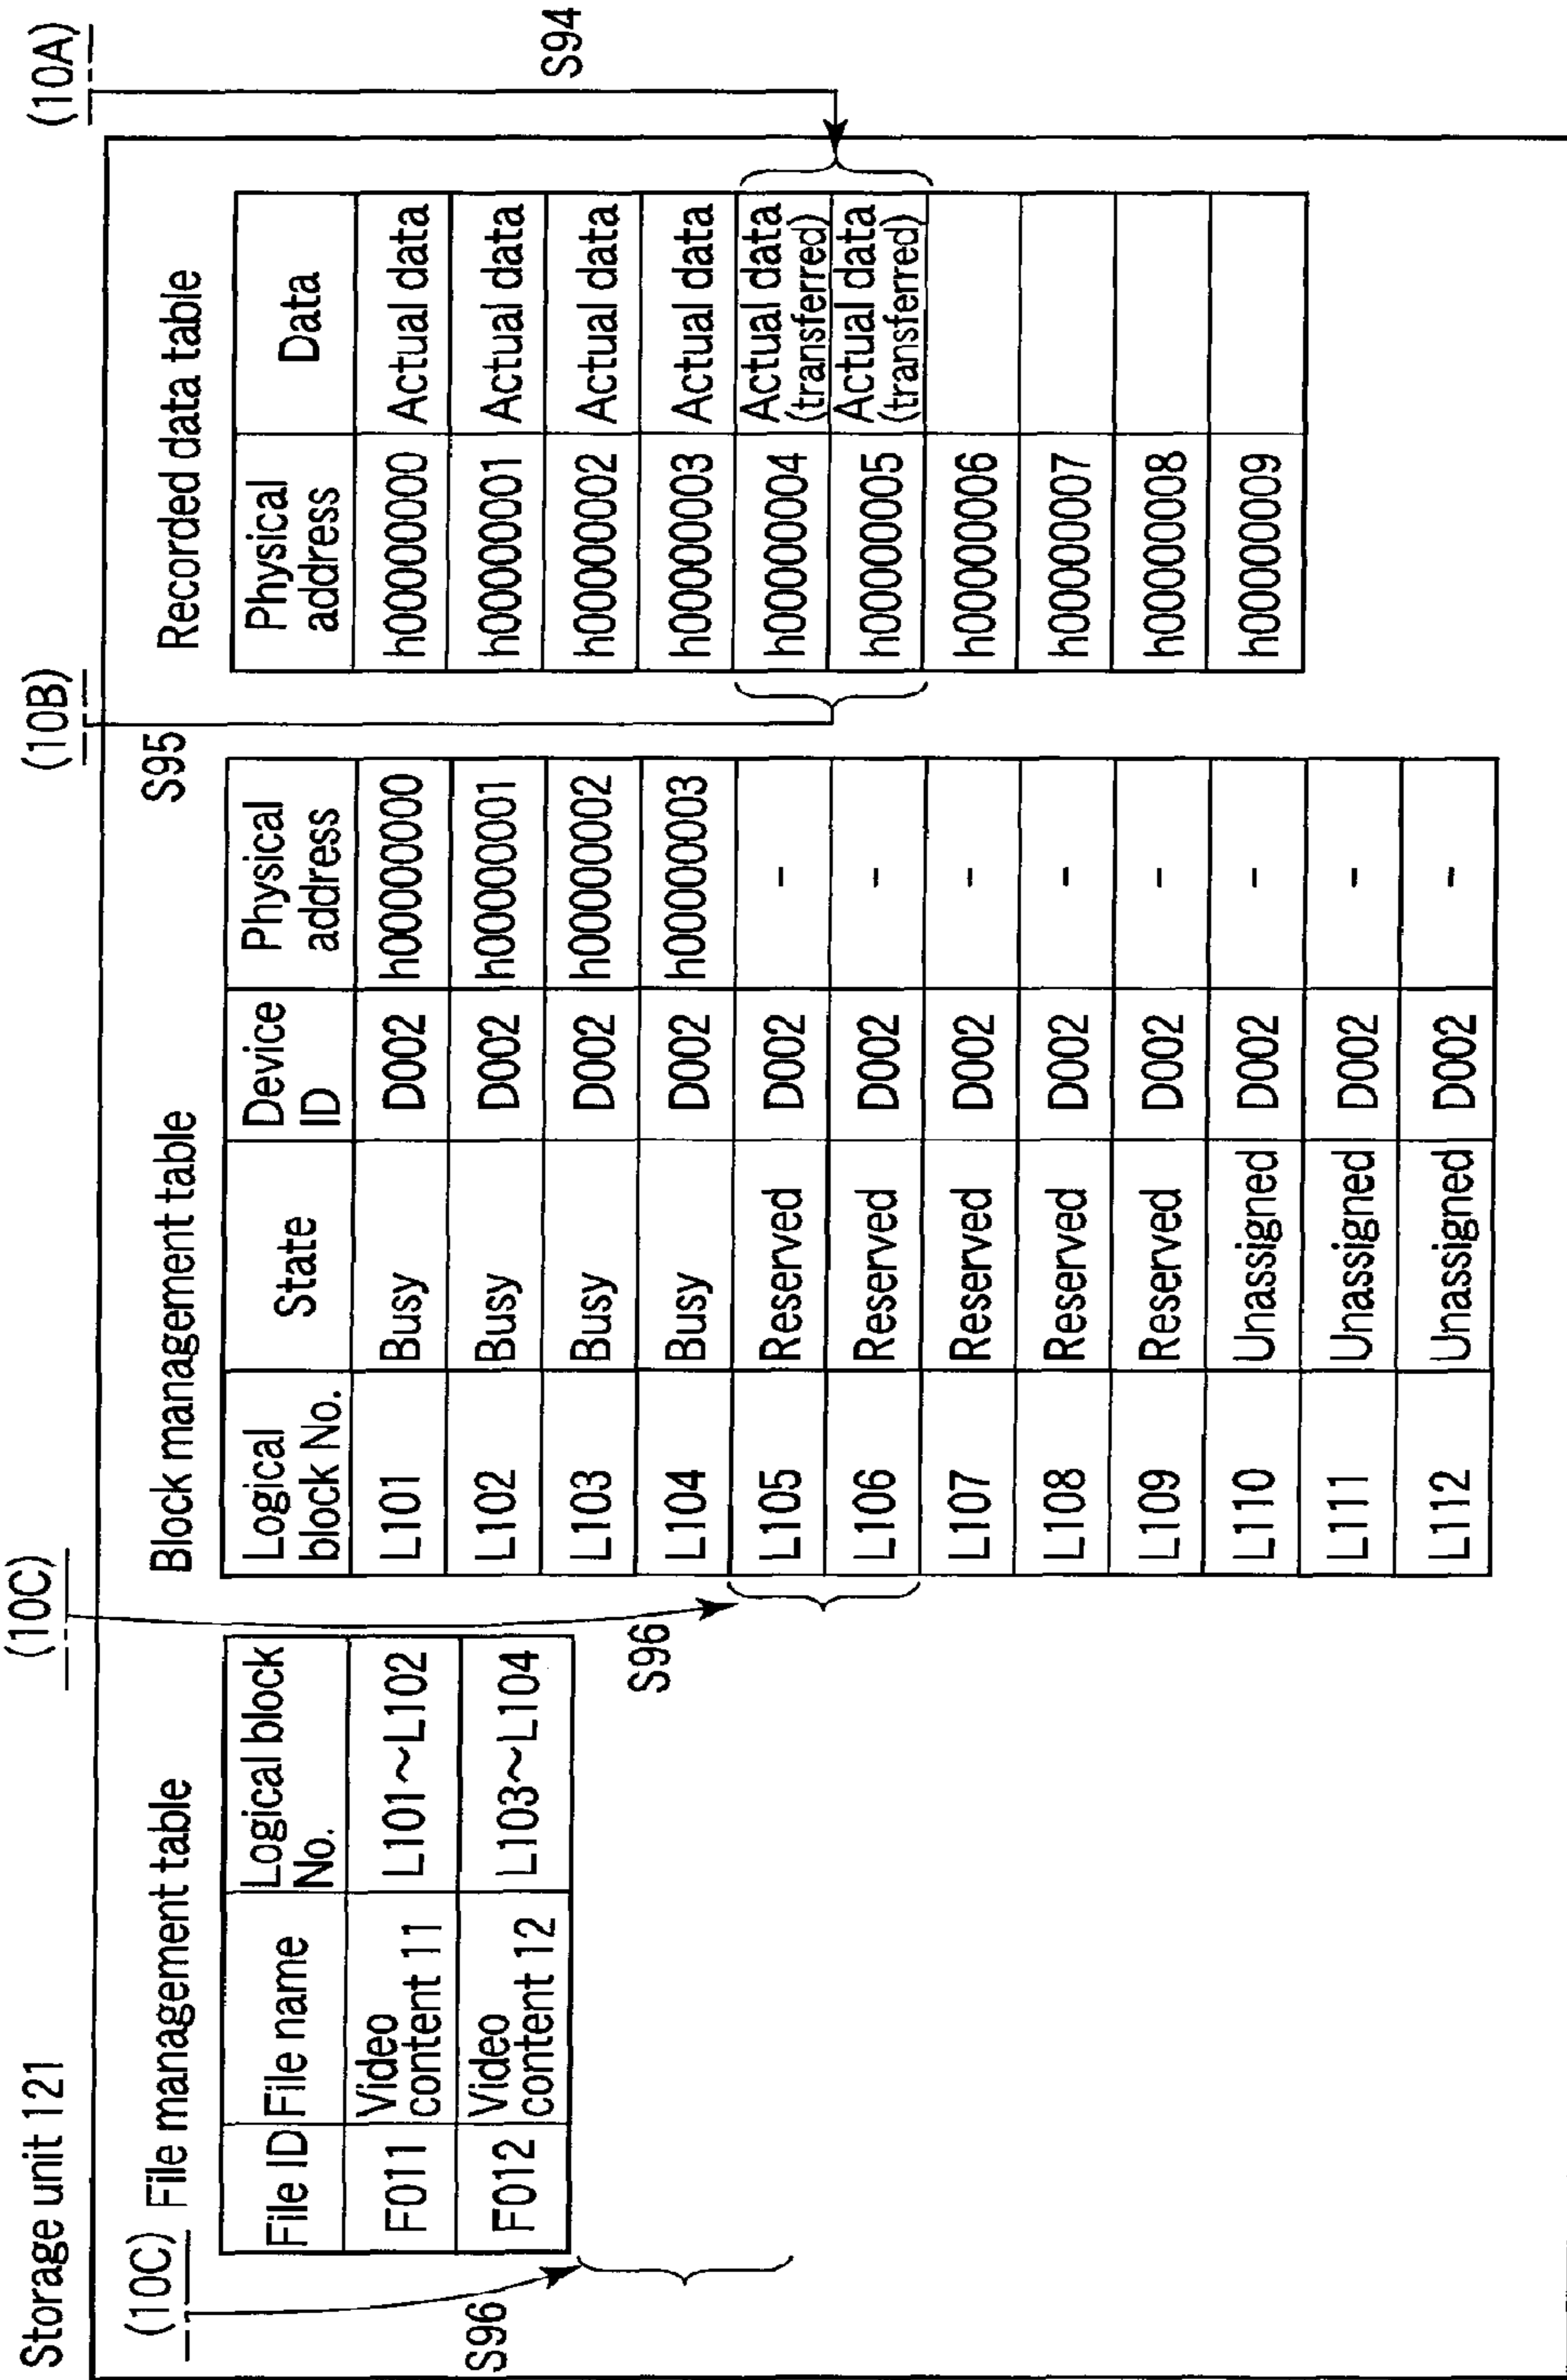 Storage unit 121
(10C)
(10C)
(10B)
(10A)
File management table
Block management table
S95
Recorded data table
S94
File ID File name Logical block No.
F011 Video content 11 L101~L102
F012 Video content 12 L103~L104
S96
S96
Logical block No. State Device ID Physical address
L101 Busy D002 h00000000
L102 Busy D002 h00000001
L103 Busy D002 h00000002
L104 Busy D002 h00000003
L105 Reserved D002 -
L106 Reserved D002 -
L107 Reserved D002 -
L108 Reserved D002 -
L109 Reserved D002 -
L110 Unassigned D002 -
L111 Unassigned D002 -
L112 Unassigned D002 -
Physical address Data
h00000000 Actual data
h00000001 Actual data
h00000002 Actual data
h00000003 Actual data
h00000004 Actual data (transferred)
h00000005 Actual data (transferred)
h00000006
h00000007
h00000008
h00000009